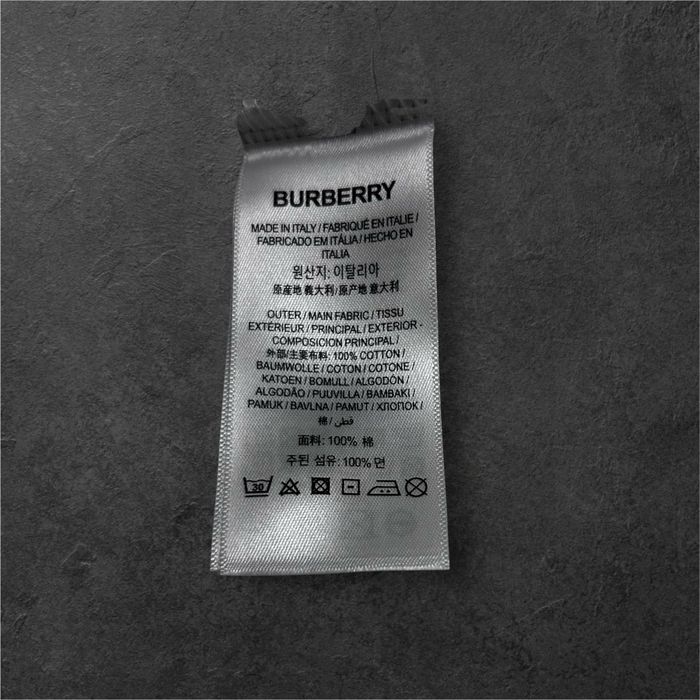 BURBERRY
MADE IN ITALY / FABRIQUÉ EN ITALIE /
FABRICADO EM ITÁLIA / HECHO EN
ITALIA
원산지: 이탈리아
原産地 義大利 / 原产地 意大利
OUTER / MAIN FABRIC / TISSU
EXTÉRIEUR / PRINCIPAL / EXTERIOR -
COMPOSICION PRINCIPAL /
外部/主要布料: 100% COTTON /
BAUMWOLLE / COTON / COTONE /
KATOEN / BOMULL / ALGODÓN /
ALGODÃO / PUUVILLA / BAMBAKI /
PAMUK / BAVLNA / PAMUT / ХЛОПОК /
棉 / قطن /
面料: 100% 棉
주된 섬유: 100% 면
30